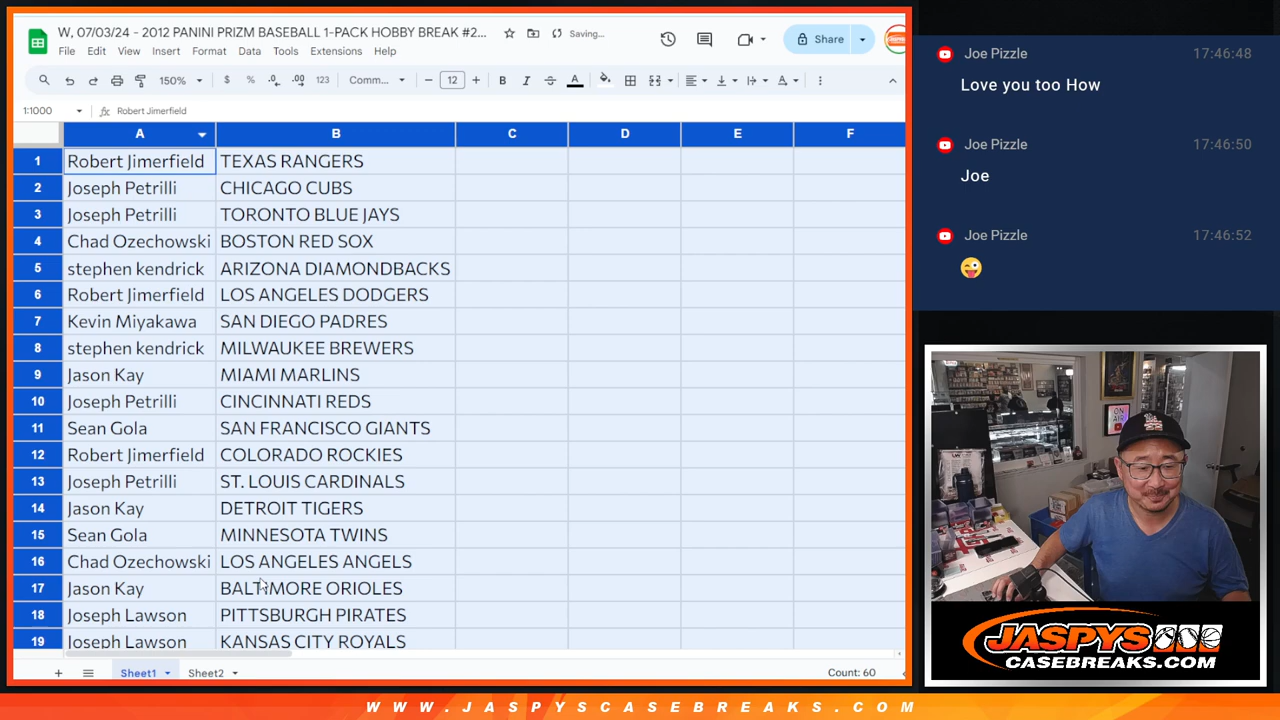 W, 07/03/24 - 2012 PANINI PRIZM BASEBALL 1-PACK HOBBY BREAK #2...
Saving...
Share
File Edit View Insert Format Data Tools Extensions Help
150% $ % .0 .00 123 Comm... 12 B I A
1:1000 fx Robert Jimerfield
A B C D E F
1 Robert Jimerfield TEXAS RANGERS
2 Joseph Petrilli CHICAGO CUBS
3 Joseph Petrilli TORONTO BLUE JAYS
4 Chad Ozechowski BOSTON RED SOX
5 stephen kendrick ARIZONA DIAMONDBACKS
6 Robert Jimerfield LOS ANGELES DODGERS
7 Kevin Miyakawa SAN DIEGO PADRES
8 stephen kendrick MILWAUKEE BREWERS
9 Jason Kay MIAMI MARLINS
10 Joseph Petrilli CINCINNATI REDS
11 Sean Gola SAN FRANCISCO GIANTS
12 Robert Jimerfield COLORADO ROCKIES
13 Joseph Petrilli ST. LOUIS CARDINALS
14 Jason Kay DETROIT TIGERS
15 Sean Gola MINNESOTA TWINS
16 Chad Ozechowski LOS ANGELES ANGELS
17 Jason Kay BALTIMORE ORIOLES
18 Joseph Lawson PITTSBURGH PIRATES
19 Joseph Lawson KANSAS CITY ROYALS
Sheet1 Sheet2 Count: 60
Joe Pizzle 17:46:48
Love you too How
Joe Pizzle 17:46:50
Joe
Joe Pizzle 17:46:52
😜
ON AIR
JASPYS
CASEBREAKS.COM
WWW.JASPYSCASEBREAKS.COM